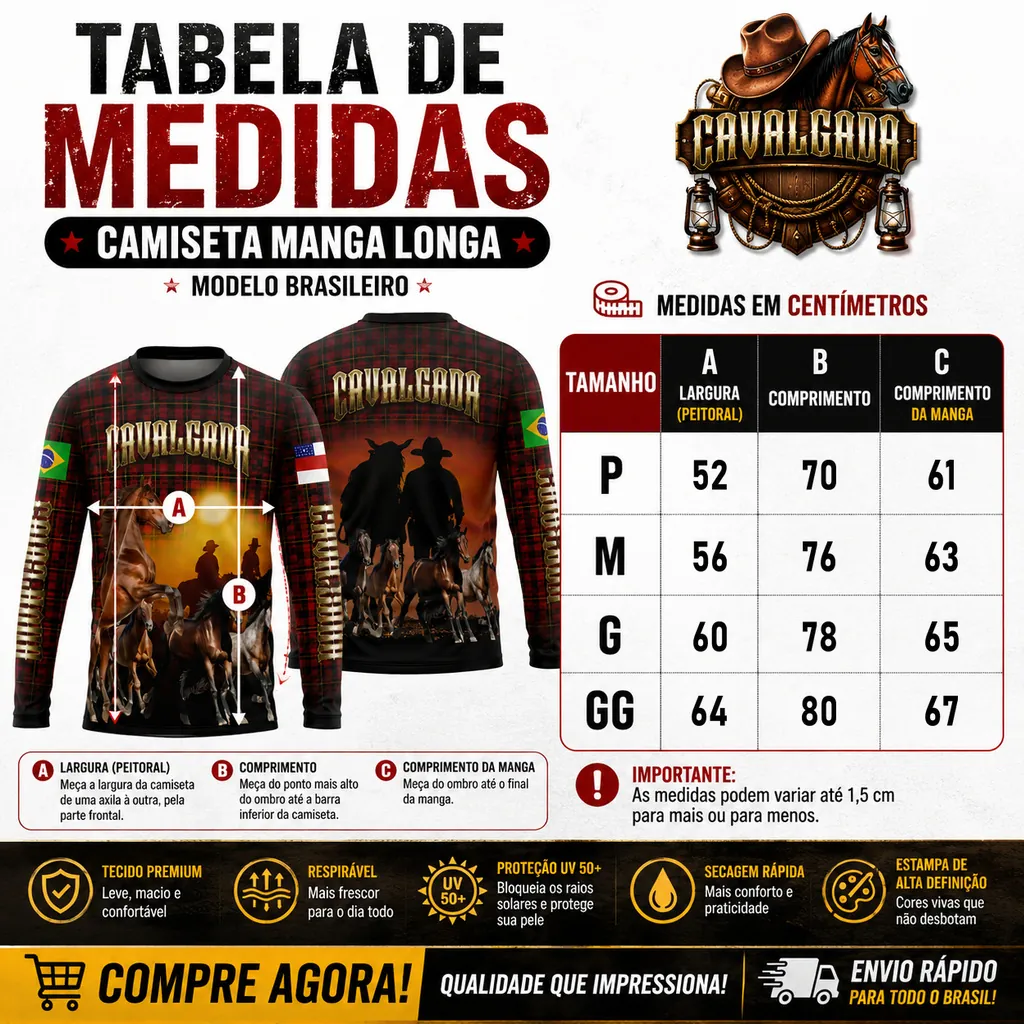 TABELA DE
MEDIDAS
CAMISETA MANGA LONGA
MODELO BRASILEIRO
CAVALGADA
MEDIDAS EM CENTÍMETROS
TAMANHO
A
LARGURA
(PEITORAL)
B
COMPRIMENTO
C
COMPRIMENTO
DA MANGA
P 52 70 61
M 56 76 63
G 60 78 65
GG 64 80 67
CAVALGADA
CAVALGADA
CAVALGADA
CAVALGADA
A
B
A LARGURA (PEITORAL)
Meça a largura da camiseta
de uma axila à outra, pela
parte frontal.
B COMPRIMENTO
Meça do ponto mais alto
do ombro até a barra
inferior da camiseta.
C COMPRIMENTO DA MANGA
Meça do ombro até o final
da manga.
! IMPORTANTE:
As medidas podem variar até 1,5 cm
para mais ou para menos.
TECIDO PREMIUM
Leve, macio e
confortável
RESPIRÁVEL
Mais frescor
para o dia todo
UV
50+
PROTEÇÃO UV 50+
Bloqueia os raios
solares e protege
sua pele
SECAGEM RÁPIDA
Mais conforto e
praticidade
ESTAMPA DE
ALTA DEFINIÇÃO
Cores vivas que
não desbotam
COMPRE AGORA!
QUALIDADE QUE IMPRESSIONA!
ENVIO RÁPIDO
PARA TODO O BRASIL!